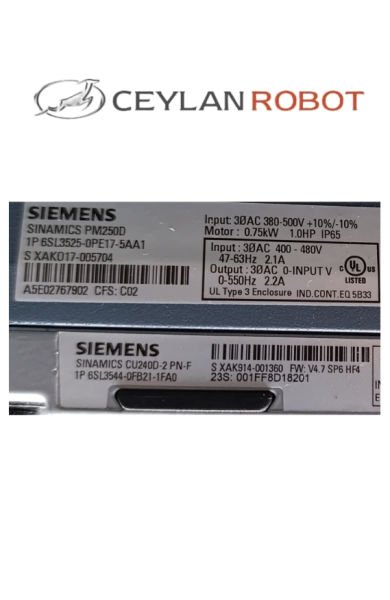 CEYLAN ROBOT
SIEMENS
SINAMICS PM250D
1P 6SL3525-0PE17-5AA1
S XAKO17-005704
A5E02767902 CFS: C02
Input: 3ØAC 380-500V +10%/-10%
Motor : 0.75kW 1.0HP IP65
Input : 3ØAC 400 - 480V
47-63Hz 2.1A
Output : 3ØAC 0-INPUT V
0-550Hz 2.2A
UL Type 3 Enclosure IND.CONT.EQ 5B33
C UL US
LISTED
SIEMENS
SINAMICS CU240D-2 PN-F
1P 6SL3544-0FB21-1FA0
S XAK914-001360 FW: V4.7 SP6 HF4
23S: 001FF8D18201